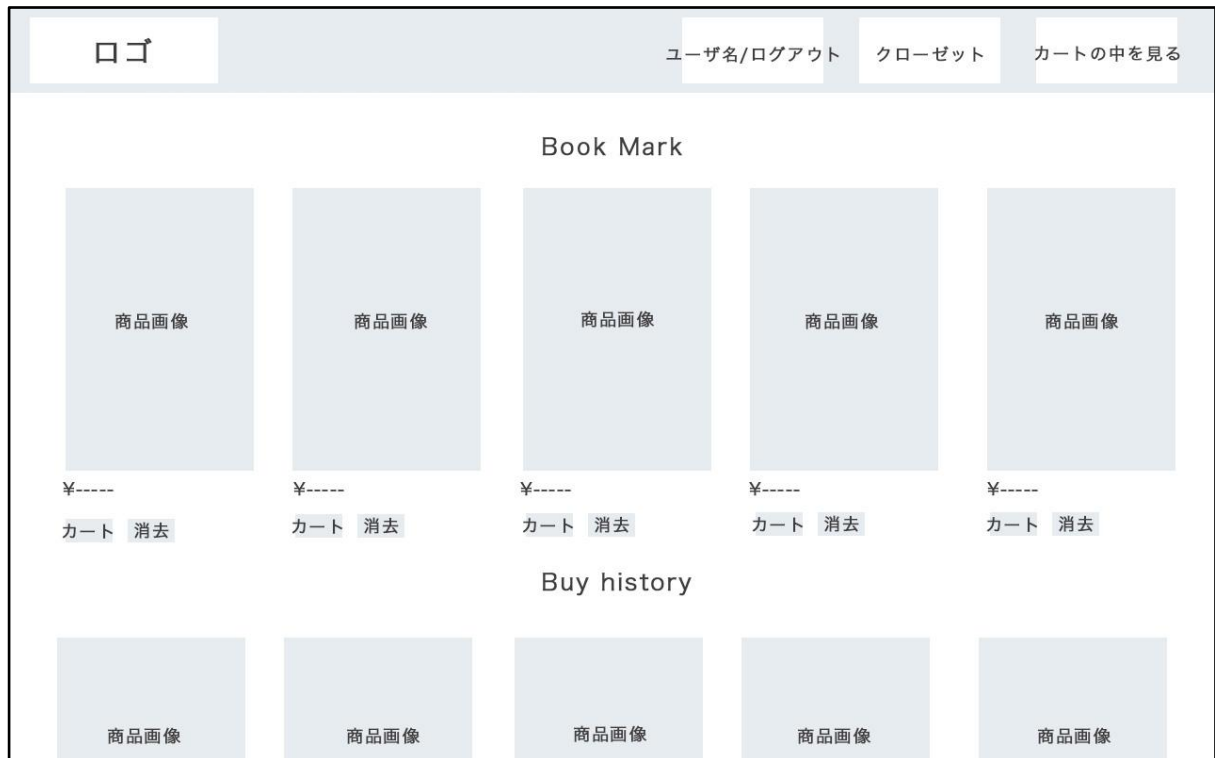 ロゴ ユーザ名/ログアウト クローゼット カートの中を見る
Book Mark
商品画像 商品画像 商品画像 商品画像 商品画像
¥----- ¥----- ¥----- ¥----- ¥-----
カート 消去 カート 消去 カート 消去 カート 消去 カート 消去
Buy history
商品画像 商品画像 商品画像 商品画像 商品画像